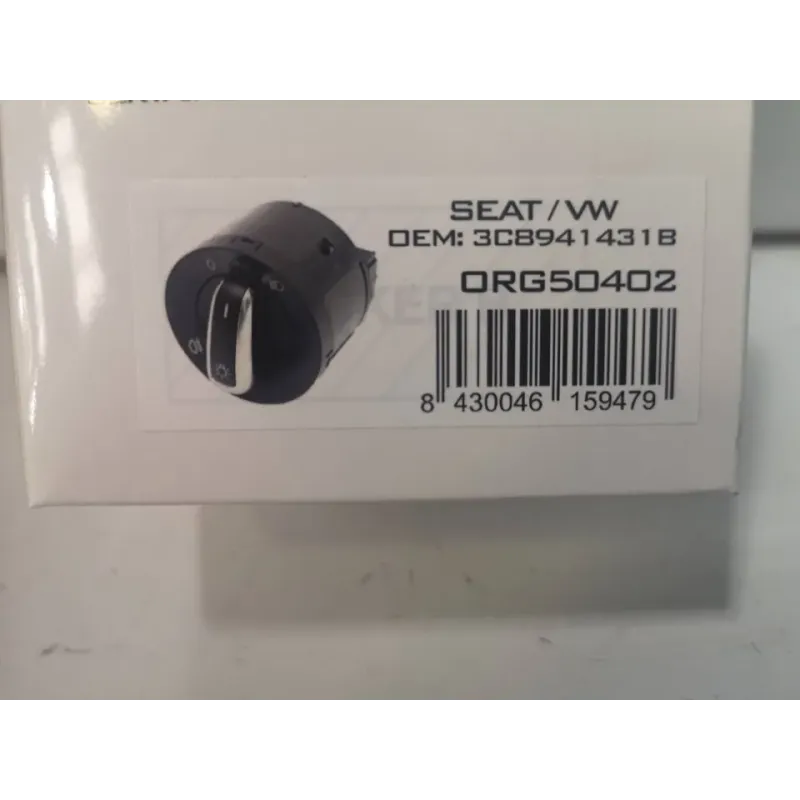 SEAT / VW
OEM: 3C8941431B
ORG50402
8 430046 159479